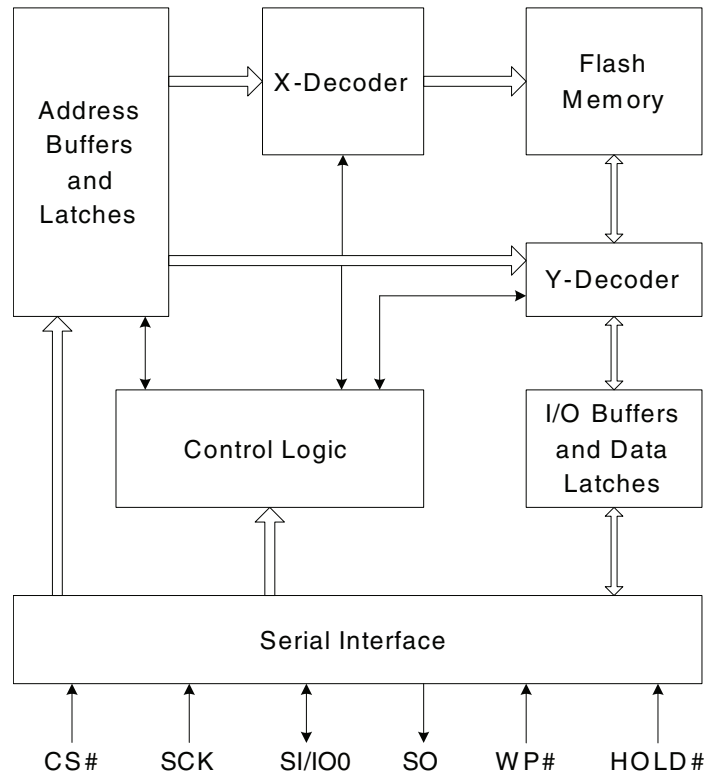 Address
Buffers
and
Latches
X-Decoder
Flash
Memory
Y-Decoder
Control Logic
I/O Buffers
and Data
Latches
Serial Interface
CS#
SCK
SI/IO0
SO
WP#
HOLD#